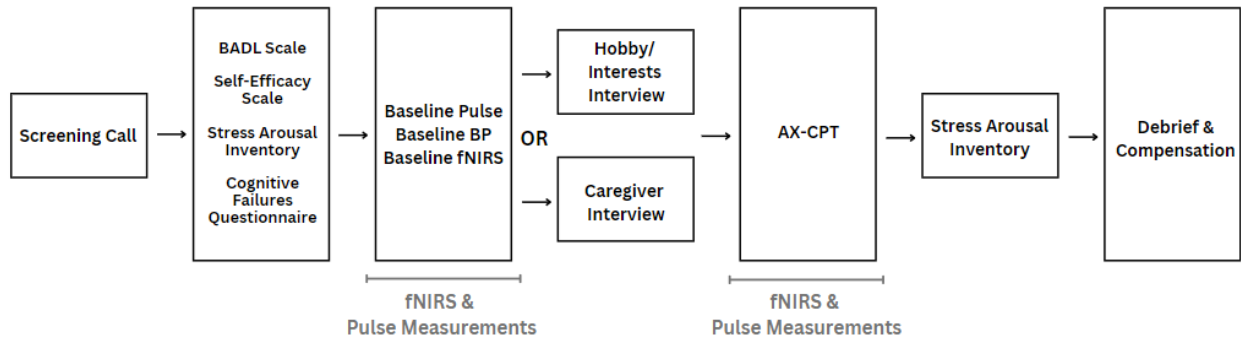 Screening Call
BADL Scale
Self-Efficacy
Scale
Stress Arousal
Inventory
Cognitive
Failures
Questionnaire
Baseline Pulse
Baseline BP
Baseline fNIRS
OR
Hobby/
Interests
Interview
Caregiver
Interview
AX-CPT
Stress Arousal
Inventory
Debrief &
Compensation
fNIRS &
Pulse Measurements
fNIRS &
Pulse Measurements